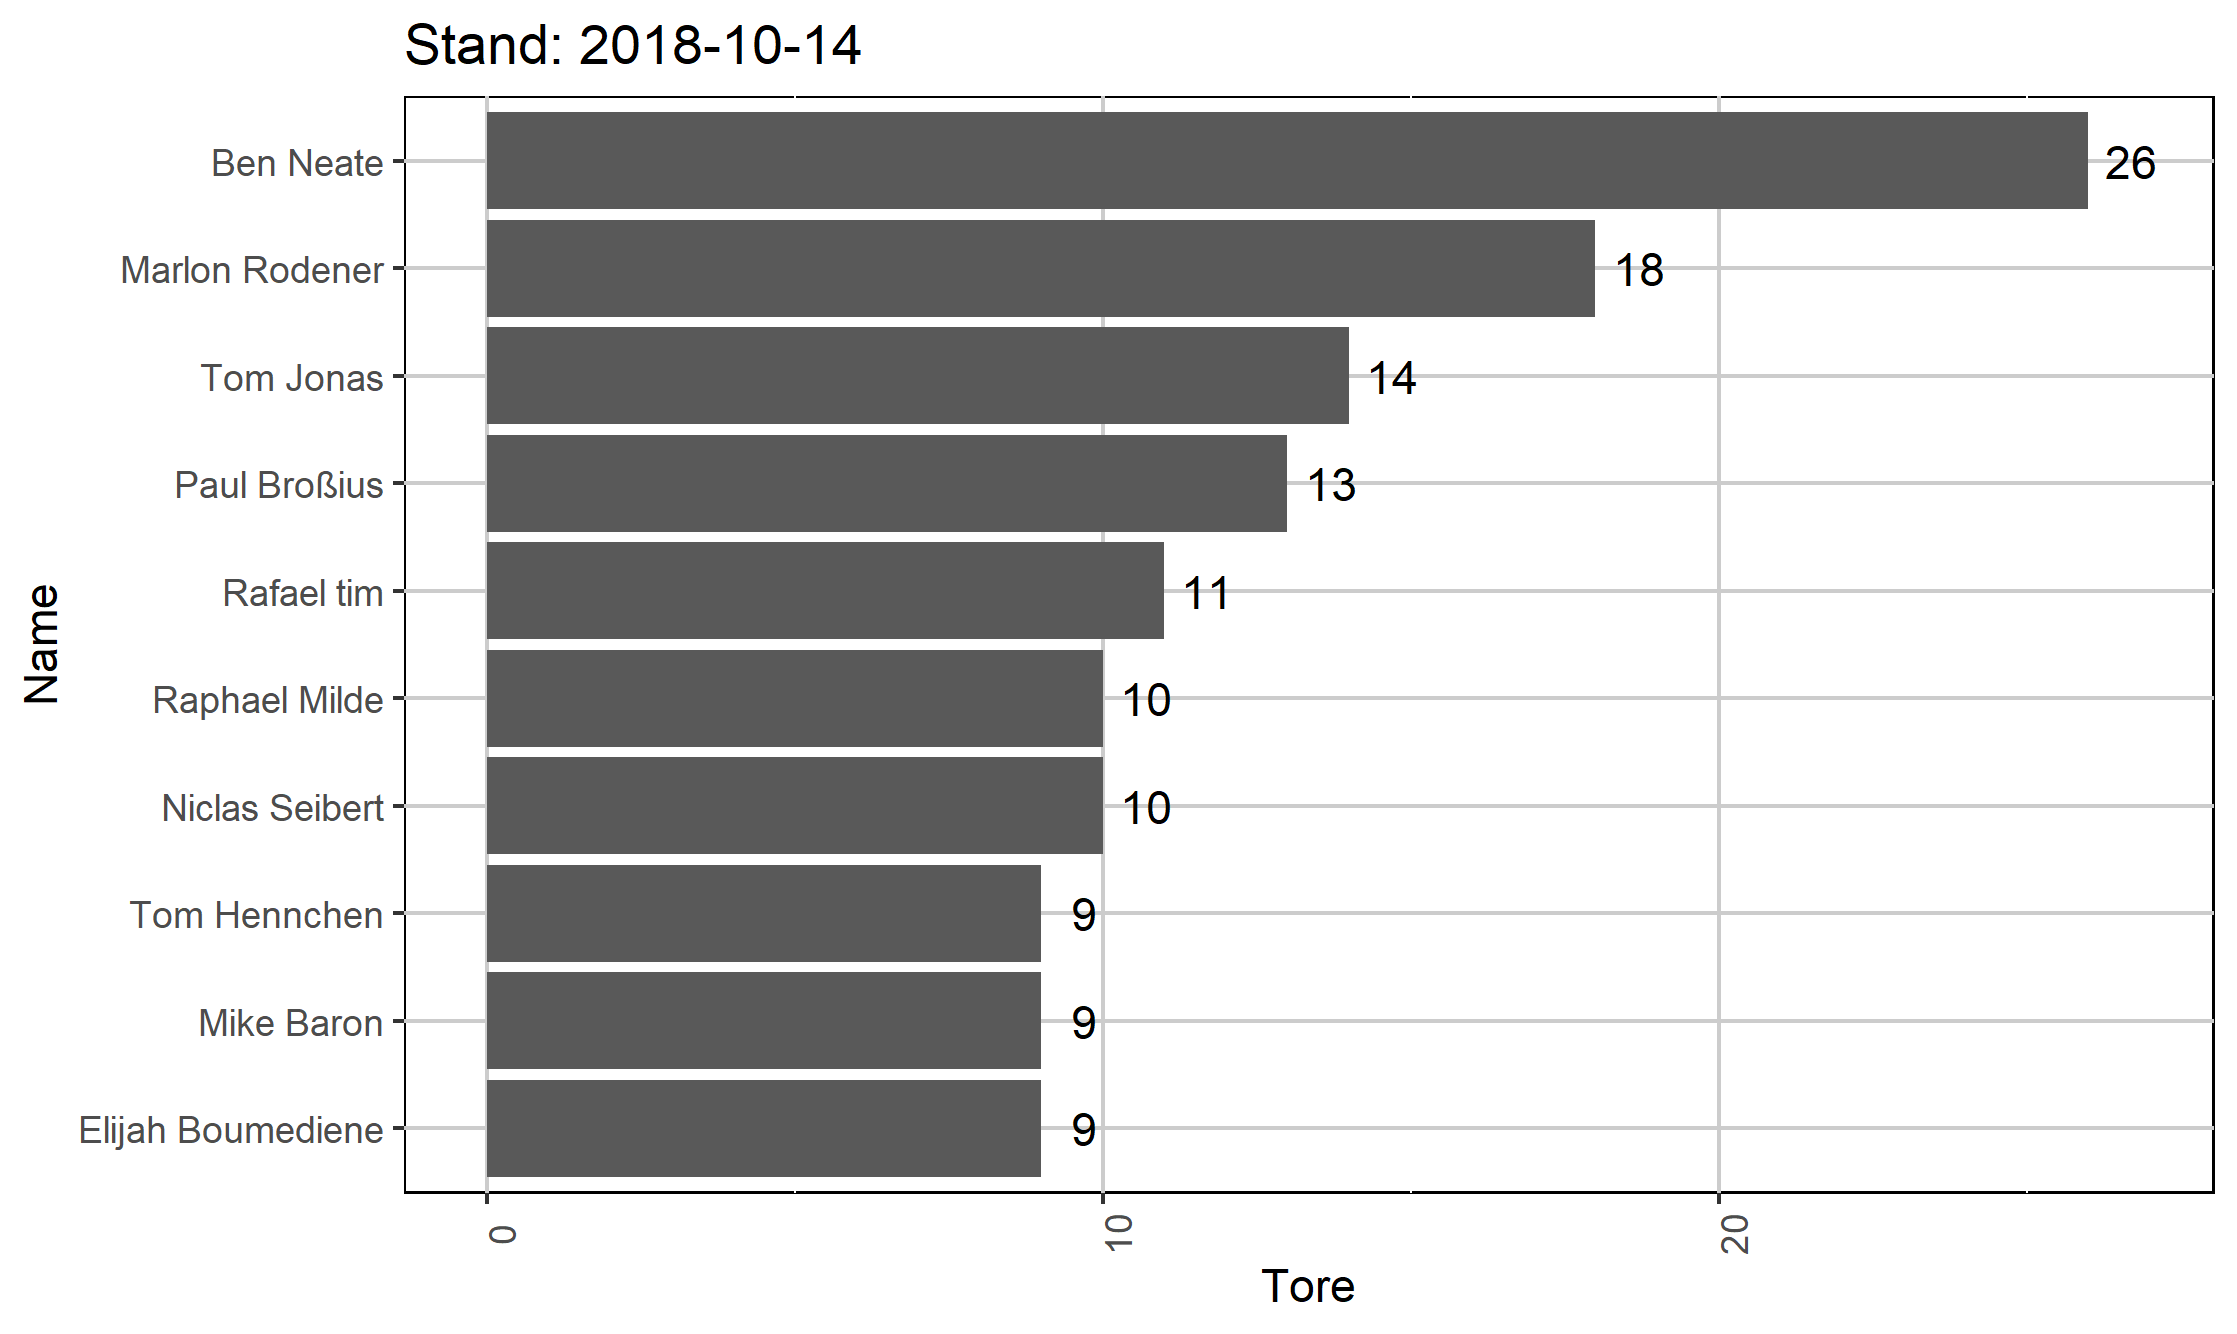 Stand: 2018-10-14
Name
Ben Neate 26
Marlon Rodener 18
Tom Jonas 14
Paul Broßius 13
Rafael tim 11
Raphael Milde 10
Niclas Seibert 10
Tom Hennchen 9
Mike Baron 9
Elijah Boumediene 9
0 10 20
Tore